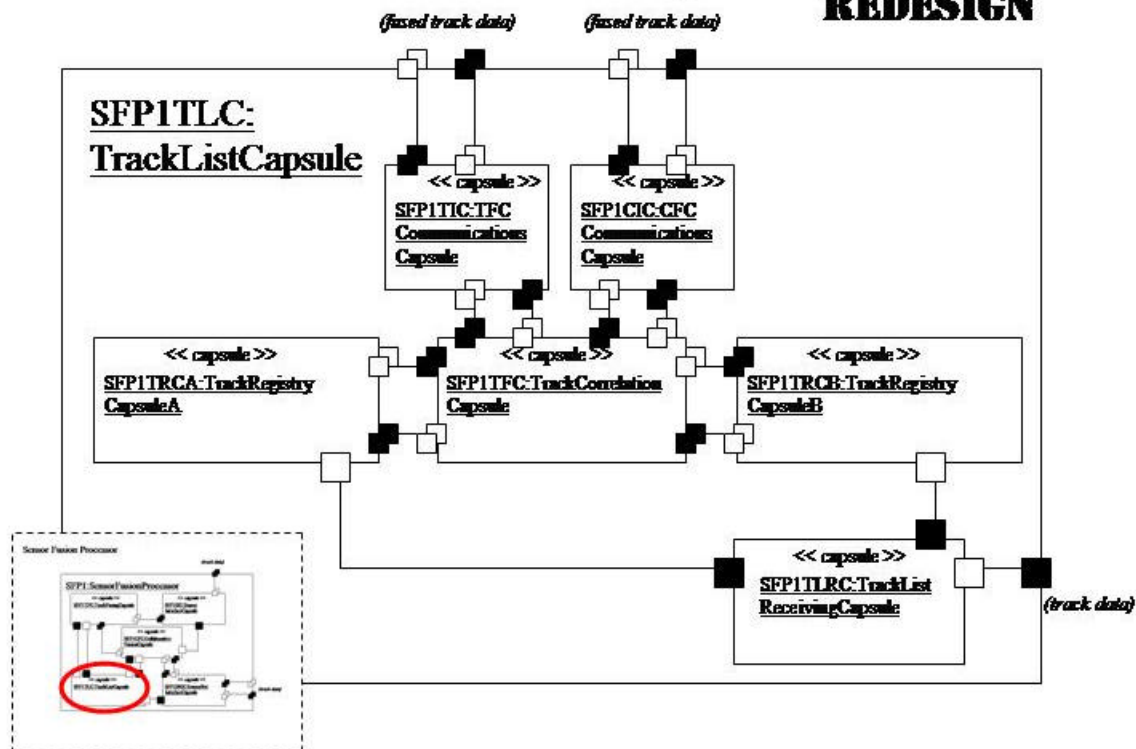 REDESIGN
(fused track data)
(fused track data)
SFP1TLC:
TrackListCapsule
<< capsule >>
SFP1TIC:TFC
Communications
Capsule
<< capsule >>
SFP1CIC:CFC
Communications
Capsule
<< capsule >>
SFP1TRCA:TrackRegistry
CapsuleA
<< capsule >>
SFP1TFC:TrackCorrelation
Capsule
<< capsule >>
SFP1TRCB:TrackRegistry
CapsuleB
<< capsule >>
SFP1TLRC:TrackList
ReceivingCapsule
(track data)
Sensor Fusion Processor
SFP1:SensorFusionProcessor